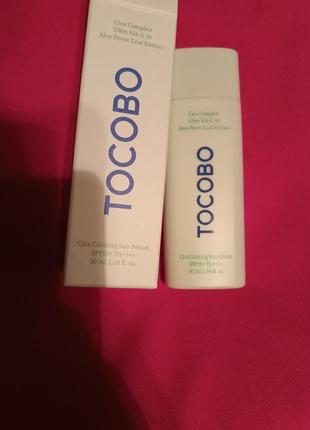 Cica Complex
Ultra HA-G 10
Aloe Ferox Leaf Extract
TOCOBO
Cica Calming Sun Serum
SPF50+ PA++++
50 ml 1.69 fl. oz.
Cica Complex
Ultra HA-G 10
Aloe Ferox Leaf Extract
TOCOBO
Cica Calming Sun Serum
SPF50+ PA++++
50 ml 1.69 fl. oz.